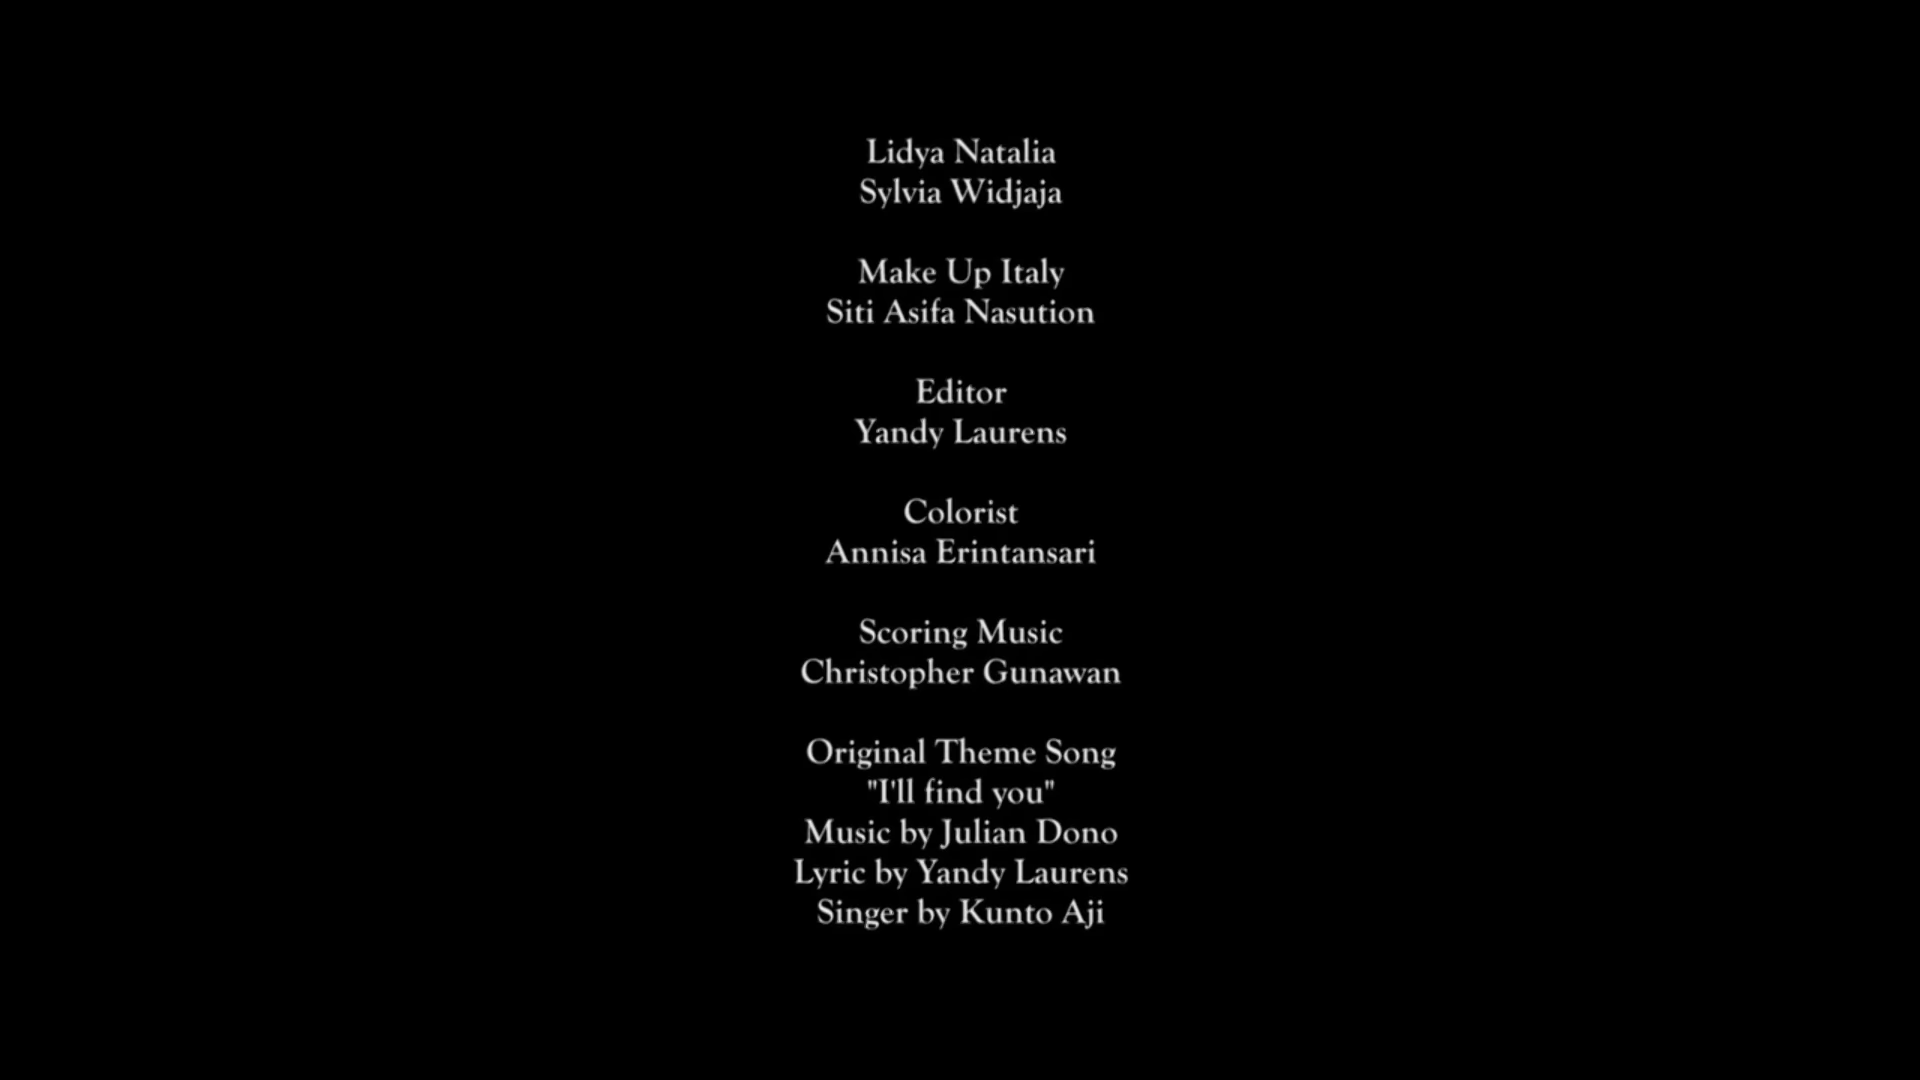 Lidya Natalia
Sylvia Widjaja
Make Up Italy
Siti Asifa Nasution
Editor
Yandy Laurens
Colorist
Annisa Erintansari
Scoring Music
Christopher Gunawan
Original Theme Song
"I'll find you"
Music by Julian Dono
Lyric by Yandy Laurens
Singer by Kunto Aji